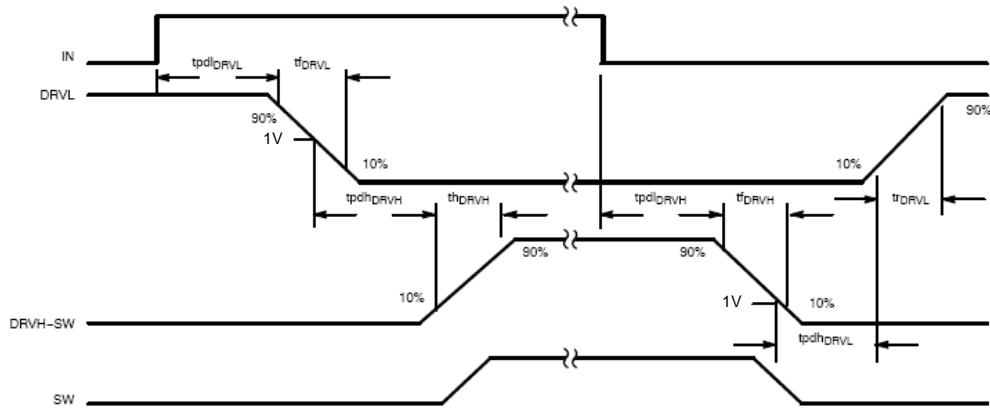 IN
tpdlDRVL
tfDRVL
DRVL
90%
90%
1V
10%
10%
tpdhDRVH
thDRVH
tpdlDRVH
tfDRVH
trDRVL
90%
90%
10%
1V
10%
DRVH-SW
tpdhDRVL
SW